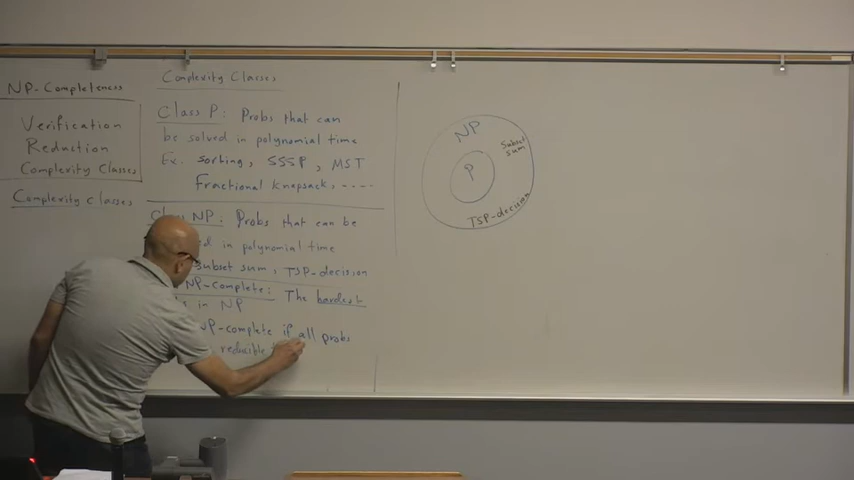 NP-Completeness
Verification
Reduction
Complexity Classes
Complexity Classes
Complexity Classes
Class P: Probs that can
be solved in polynomial time
Ex. sorting, SSSP, MST
Fractional knapsack, ----
Class NP: Probs that can be
in polynomial time
subset sum, TSP-decision
NP-complete: The hardest
in NP
NP-complete if all probs
reducible
NP
P
Subset
sum
TSP-decision